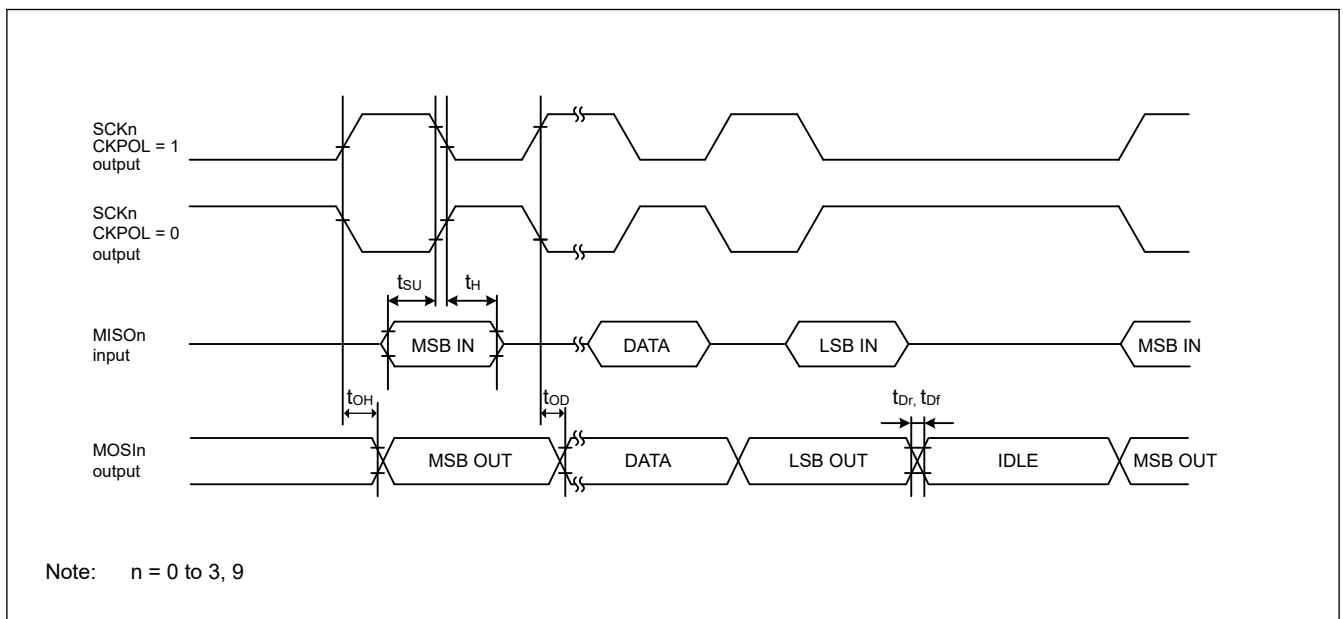 SCKn
CKPOL = 1
output
SCKn
CKPOL = 0
output
tSU
tH
MISOn
input
MSB IN
DATA
LSB IN
MSB IN
tOH
tOD
tDr, tDf
MOSIn
output
MSB OUT
DATA
LSB OUT
IDLE
MSB OUT
Note: n = 0 to 3, 9